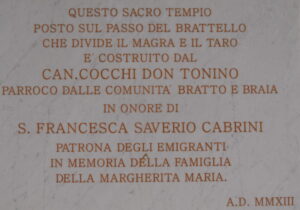 QUESTO SACRO TEMPIO
POSTO SUL PASSO DEL BRATTELLO
CHE DIVIDE IL MAGRA E IL TARO
E' COSTRUITO DAL
CAN. COCCHI DON TONINO
PARROCO DALLE COMUNITA' BRATTO E BRAIA
IN ONORE DI
S. FRANCESCA SAVERIO CABRINI
PATRONA DEGLI EMIGRANTI
IN MEMORIA DELLA FAMIGLIA
DELLA MARGHERITA MARIA.
A.D. MMXIII